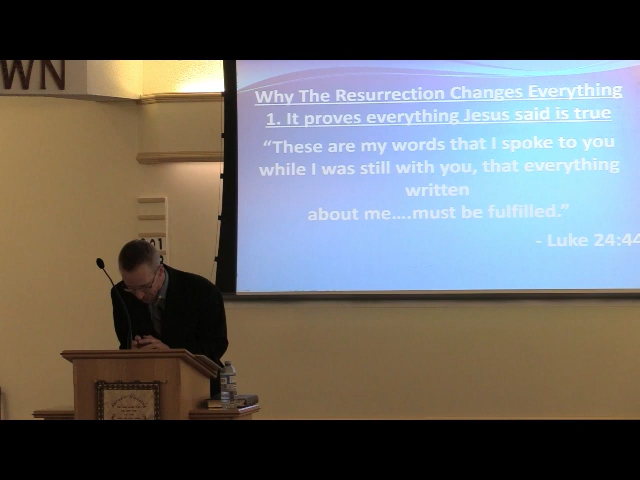 WN
Why The Resurrection Changes Everything
1. It proves everything Jesus said is true
“These are my words that I spoke to you
while I was still with you, that everything
written
about me....must be fulfilled.”
- Luke 24:44